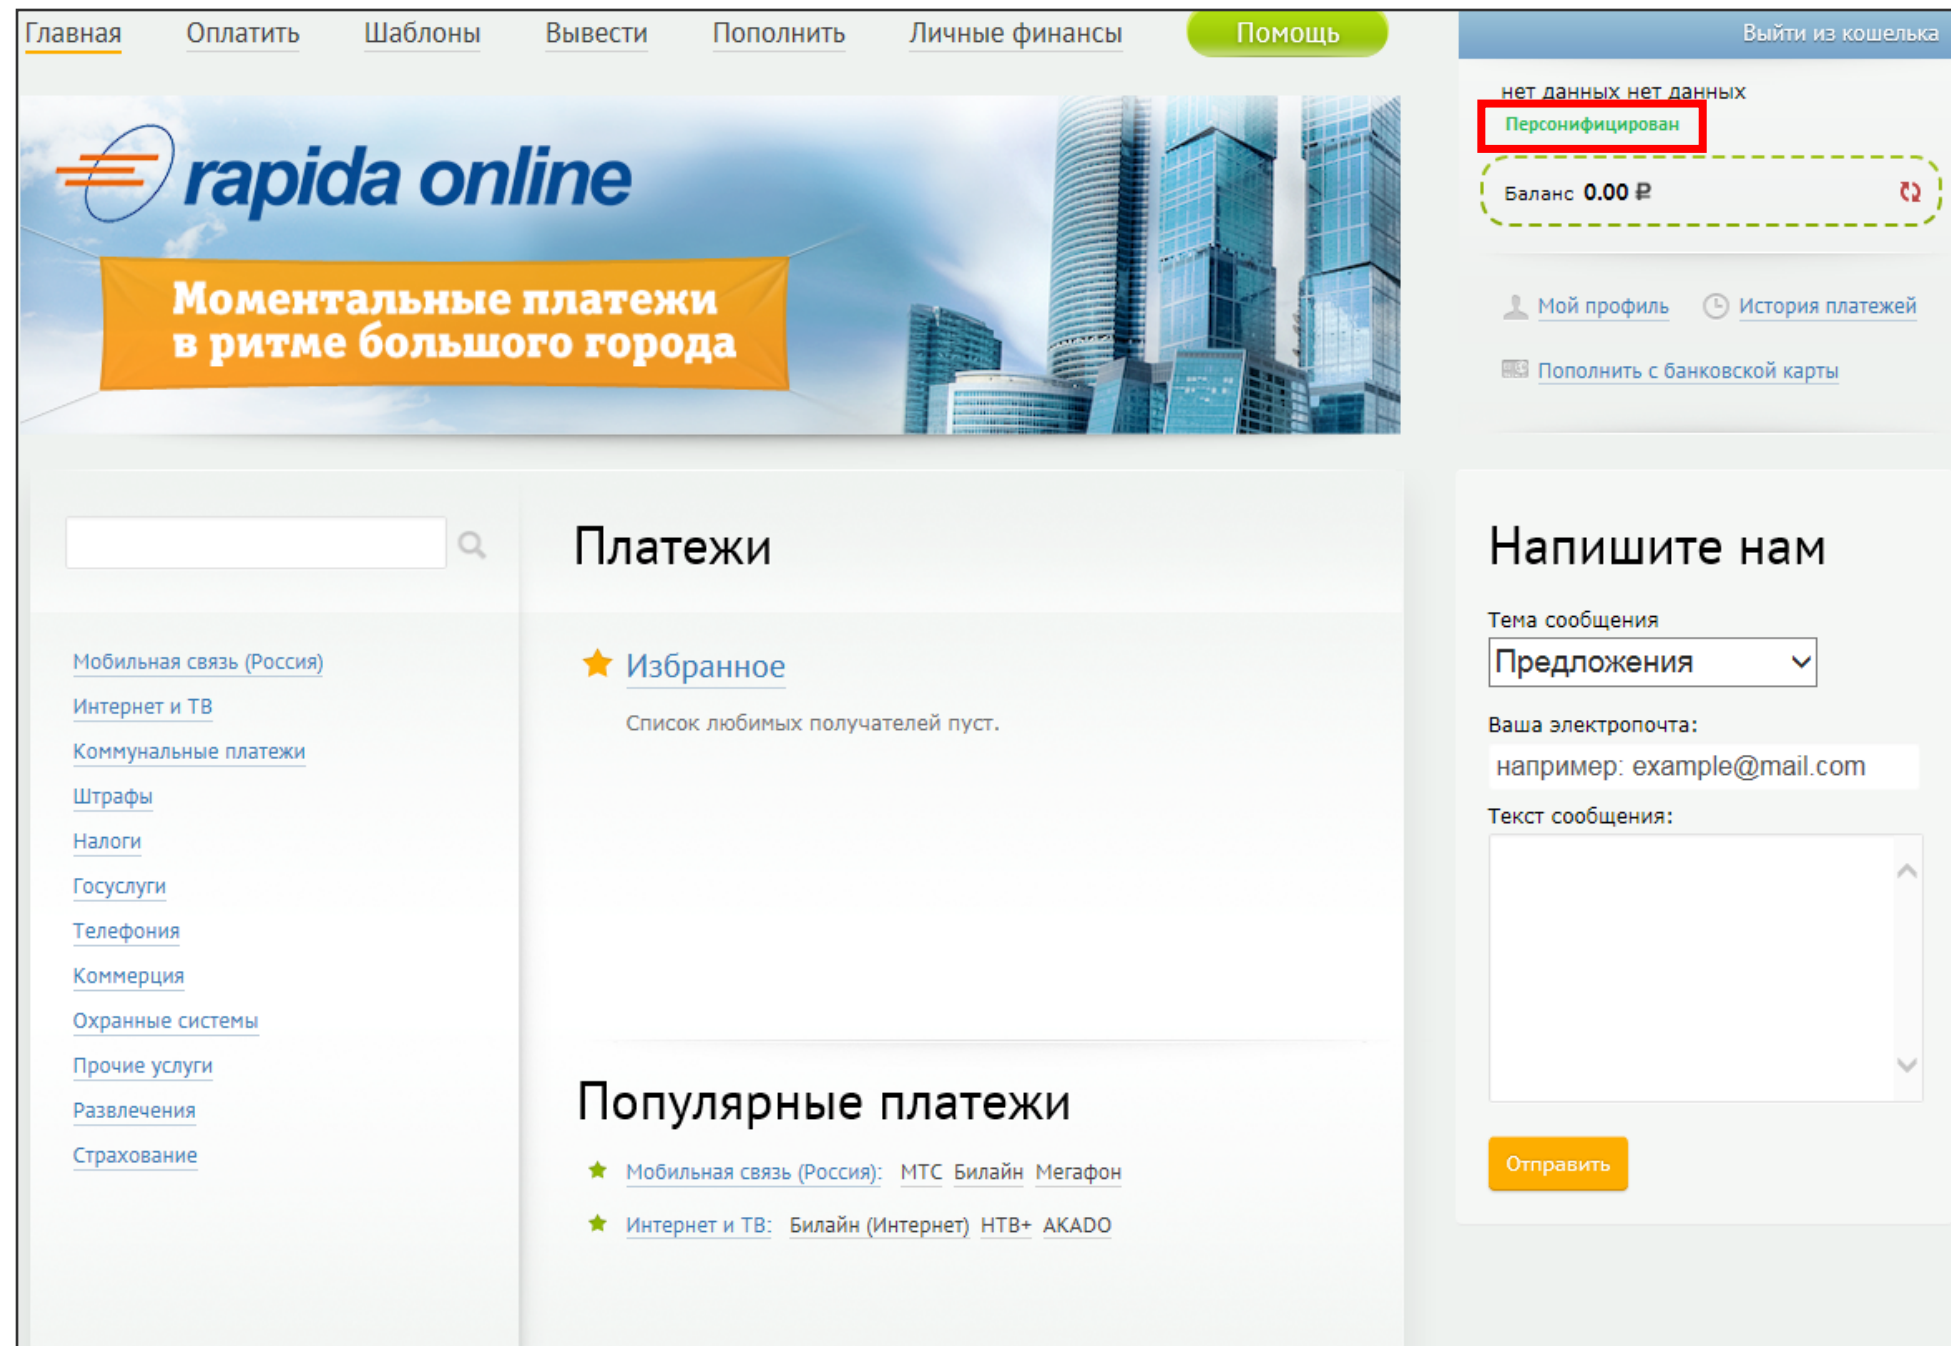 Главная Оплатить Шаблоны Вывести Пополнить Личные финансы Помощь Выйти из кошелька
нет данных нет данных
Персонифицирован
Баланс 0.00 ₽
Мой профиль История платежей
Пополнить с банковской карты
rapida online
Моментальные платежи
в ритме большого города
Мобильная связь (Россия)
Интернет и ТВ
Коммунальные платежи
Штрафы
Налоги
Госуслуги
Телефония
Коммерция
Охранные системы
Прочие услуги
Развлечения
Страхование
Платежи
Избранное
Список любимых получателей пуст.
Популярные платежи
Мобильная связь (Россия): МТС Билайн Мегафон
Интернет и ТВ: Билайн (Интернет) НТВ+ AKADO
Напишите нам
Тема сообщения
Предложения
Ваша электропочта:
например: example@mail.com
Текст сообщения:
Отправить